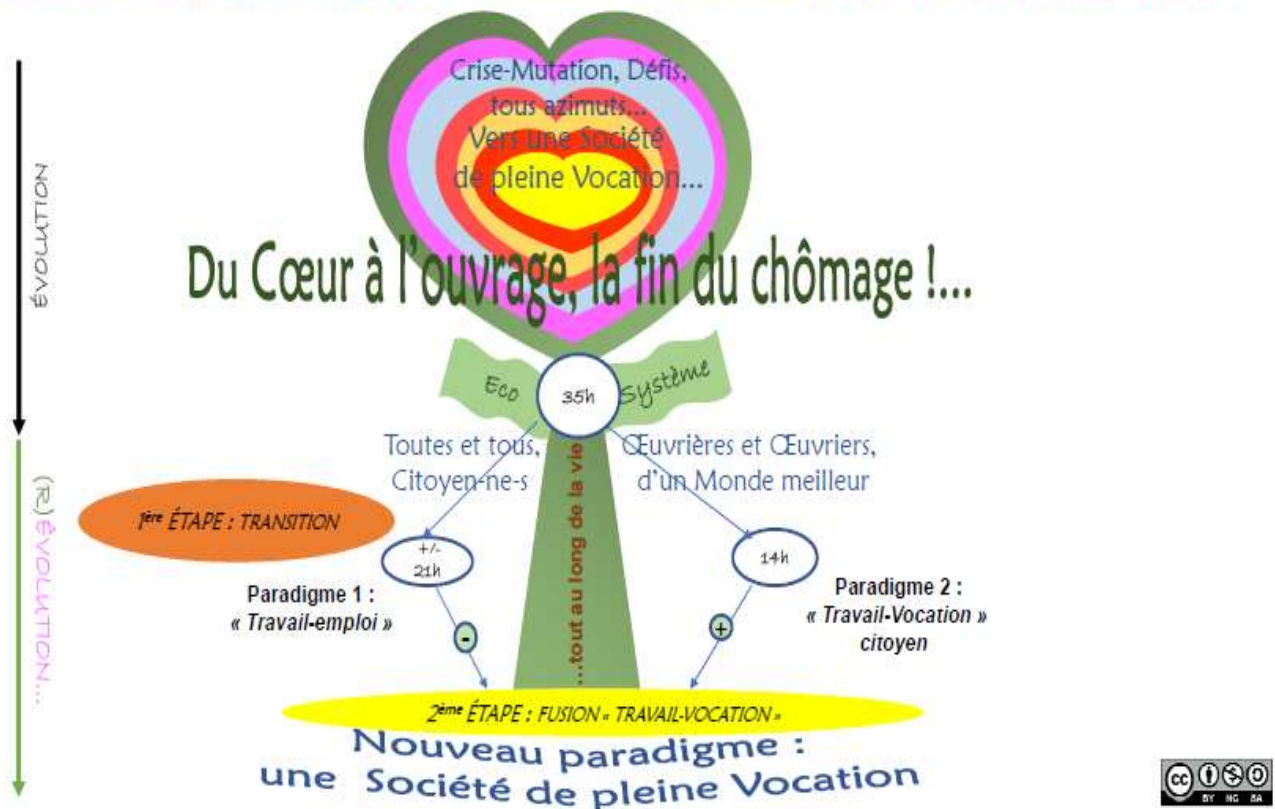 Crise-Mutation, Défis,
tous azimuts...
Vers une Société
de pleine Vocation...
ÉVOLUTION
Du Cœur à l'ouvrage, la fin du chômage !...
Eco
35h
Système
Toutes et tous,
Citoyen-ne-s
Œuvrières et Œuvriers,
d'un Monde meilleur
...tout au long de la vie
(R)ÉVOLUTION...
1ère ÉTAPE : TRANSITION
+/-
21h
14h
Paradigme 1 :
« Travail-emploi »
Paradigme 2 :
« Travail-Vocation »
citoyen
-
+
2ème ÉTAPE : FUSION « TRAVAIL-VOCATION »
Nouveau paradigme :
une Société de pleine Vocation
cc
BY NC SA